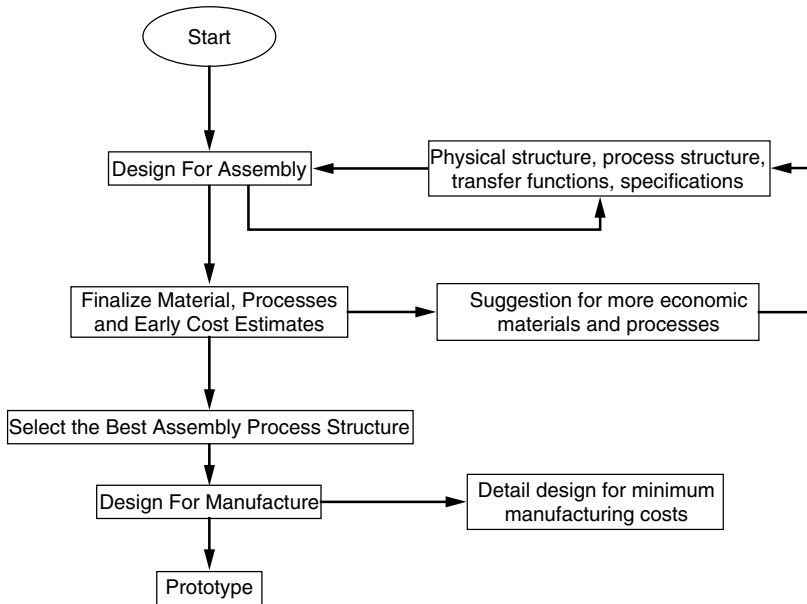 Start
Design For Assembly
Physical structure, process structure,
transfer functions, specifications
Finalize Material, Processes
and Early Cost Estimates
Suggestion for more economic
materials and processes
Select the Best Assembly Process Structure
Design For Manufacture
Detail design for minimum
manufacturing costs
Prototype